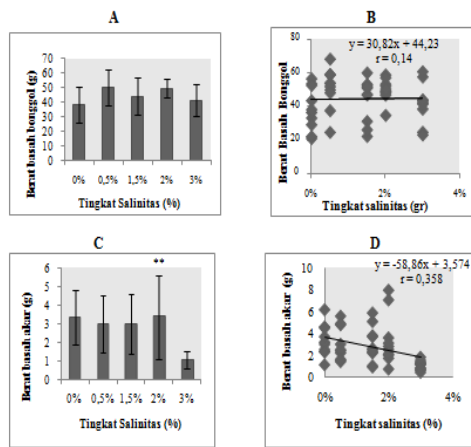 A
Berat basah bonggol (g)
70
60
50
40
30
20
10
0
0% 0,5% 1,5% 2% 3%
Tingkat Salinitas (%)
B
y = 30,82x + 44,23
r = 0,14
Berat Basah Bonggol
80
60
40
20
0
0% 2% 4%
Tingkat salinitas (gr)
C
**
Berat basah akar (g)
6
5
4
3
2
1
0
0% 0,5% 1,5% 2% 3%
Tingkat Salinitas (%)
D
y = -58,86x + 3,574
r = 0,358
Berat basah akar (g)
10
8
6
4
2
0
0% 2% 4%
Tingkat salinitas (%)